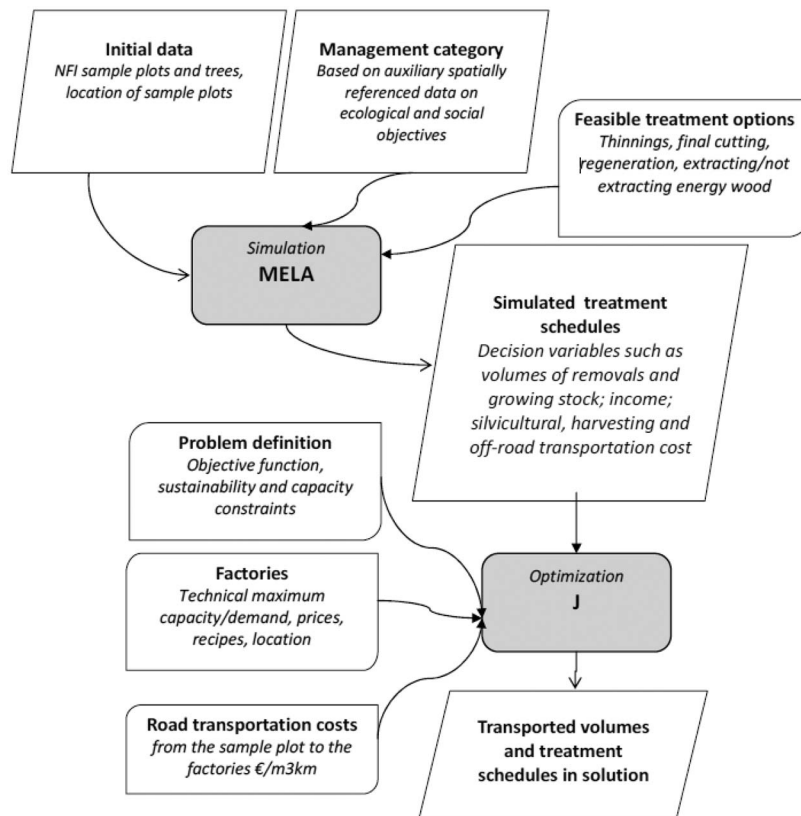 Initial data
NFI sample plots and trees,
location of sample plots
Management category
Based on auxiliary spatially
referenced data on
ecological and social
objectives
Feasible treatment options
Thinnings, final cutting,
regeneration, extracting/not
extracting energy wood
Simulation
MELA
Simulated treatment
schedules
Decision variables such as
volumes of removals and
growing stock; income;
silvicultural, harvesting and
off-road transportation cost
Problem definition
Objective function,
sustainability and capacity
constraints
Factories
Technical maximum
capacity/demand, prices,
recipes, location
Optimization
J
Road transportation costs
from the sample plot to the
factories €/m3km
Transported volumes
and treatment
schedules in solution